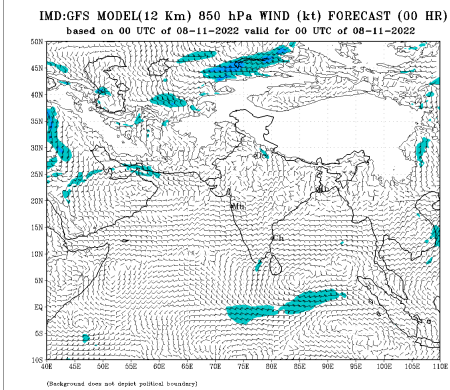 IMD:GFS MODEL(12 Km) 850 hPa WIND (kt) FORECAST (00 HR)
based on 00 UTC of 08-11-2022 valid for 00 UTC of 08-11-2022
50N
45N
40N
35N
30N
25N
20N
15N
10N
5N
EQ
5S
10S
40E 45E 50E 55E 60E 65E 70E 75E 80E 85E 90E 95E 100E 105E 110E
(Background does not depict political boundary)